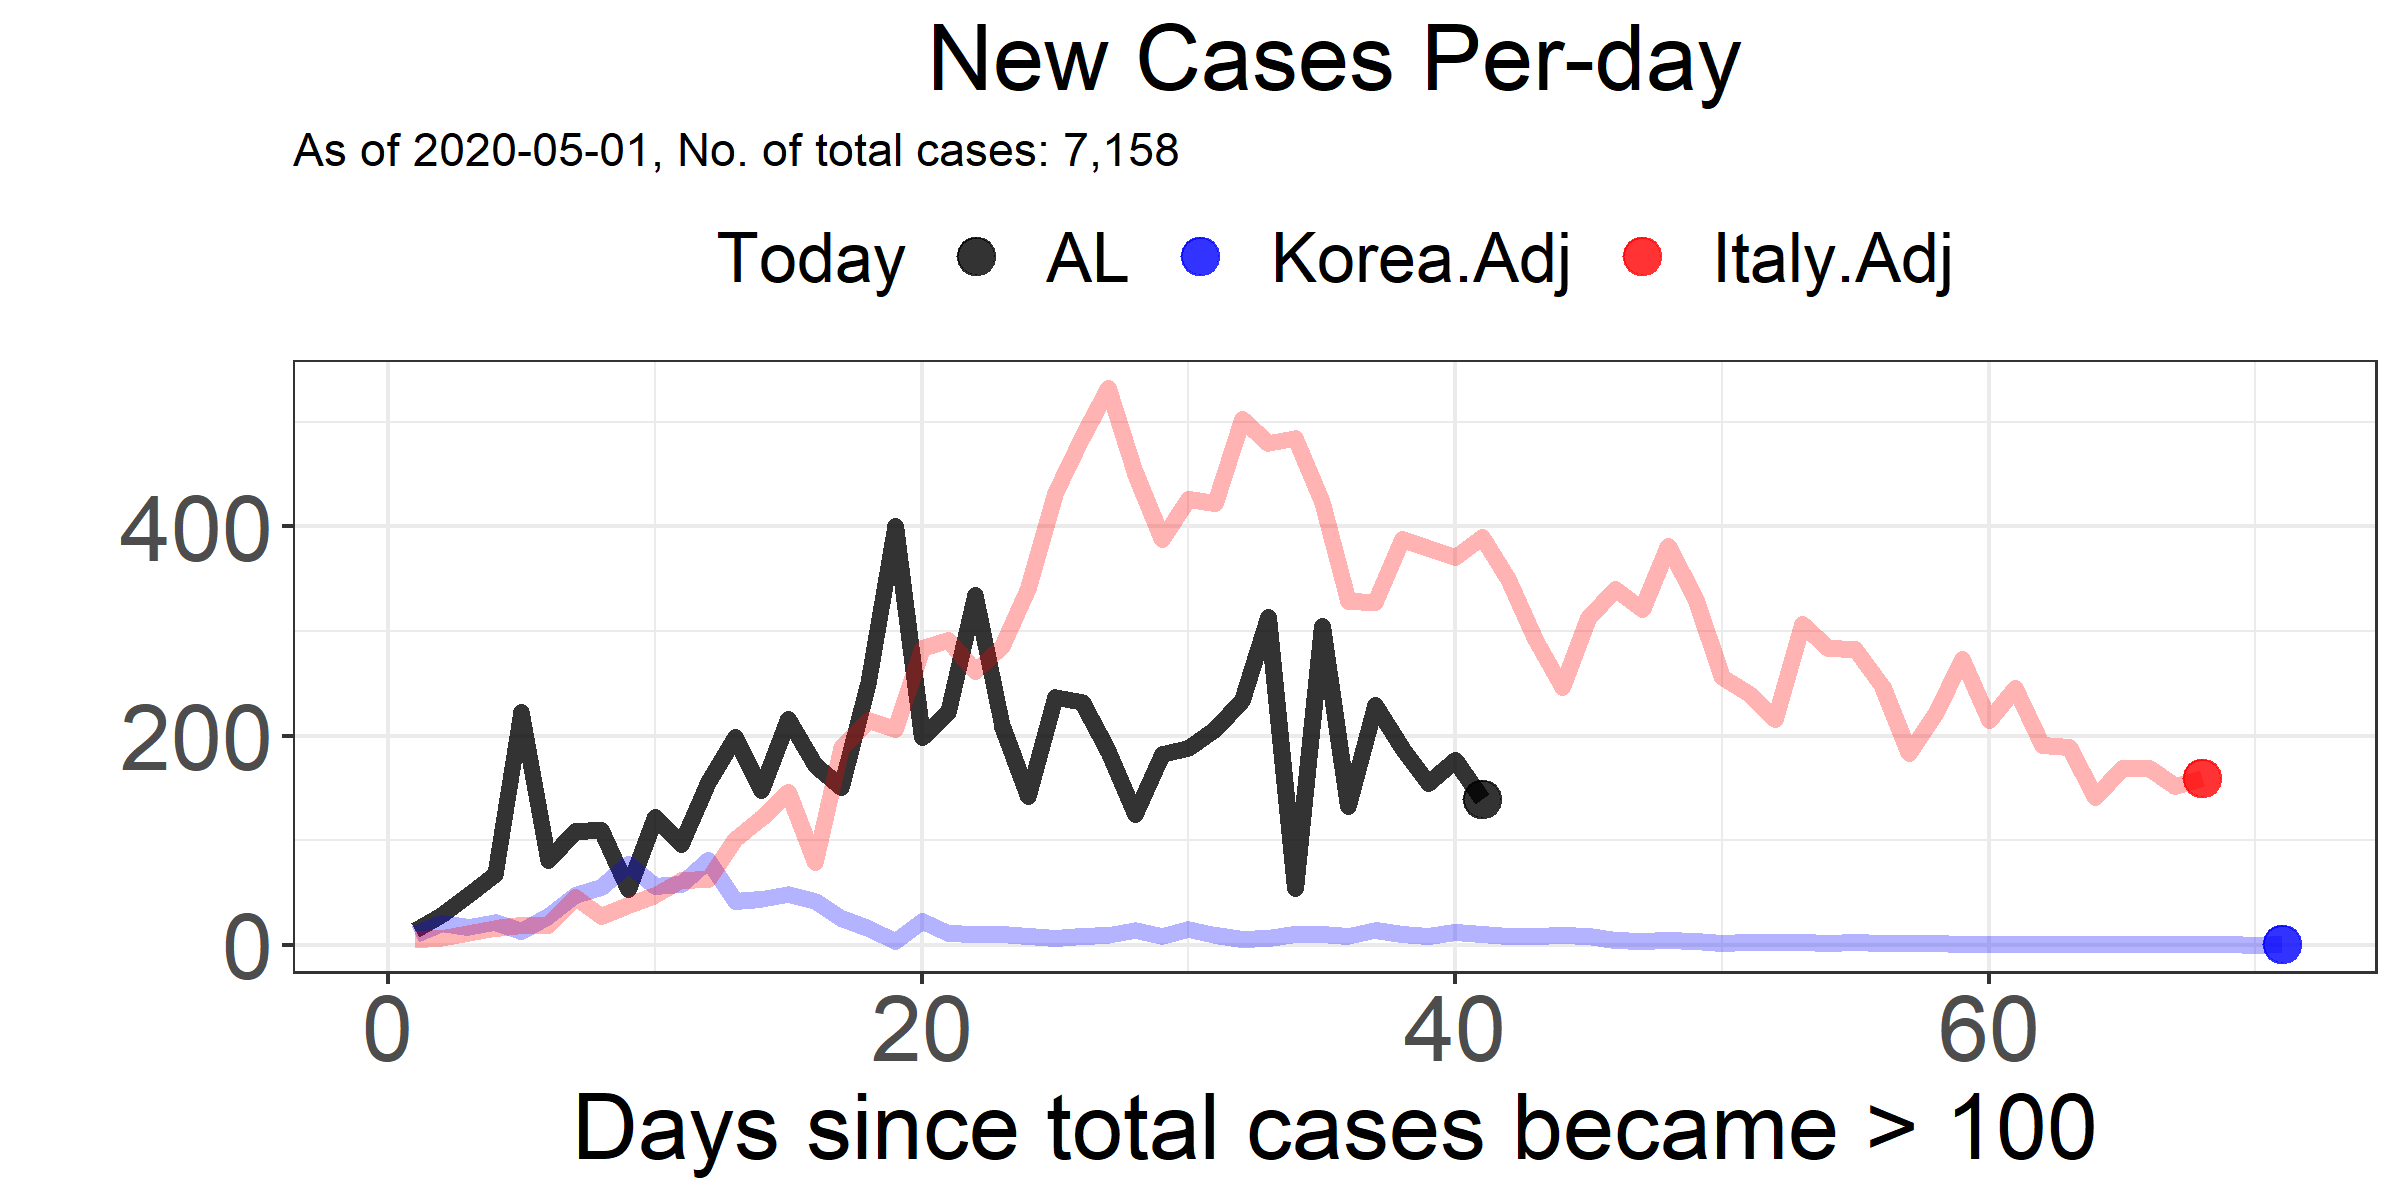 New Cases Per-day
As of 2020-05-01, No. of total cases: 7,158
Today AL Korea.Adj Italy.Adj
400
200
0
0 20 40 60
Days since total cases became > 100